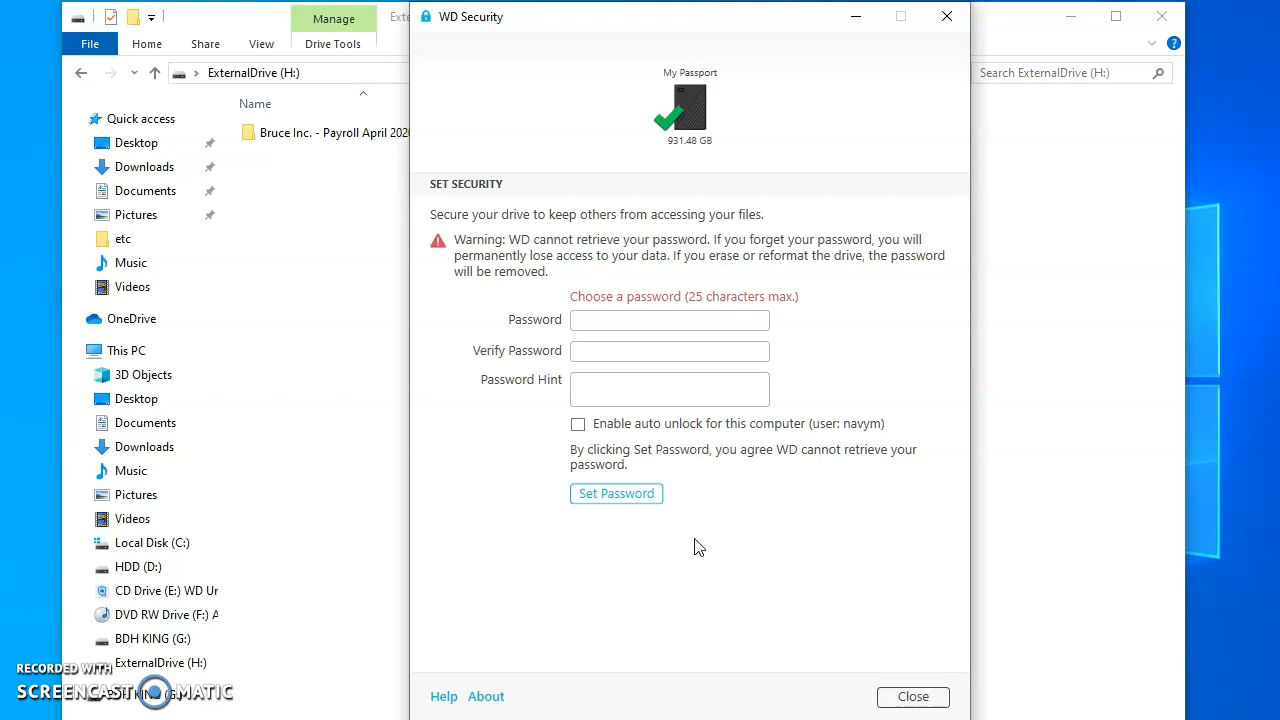 Manage
WD Security
File
Home
Share
View
Drive Tools
ExternalDrive (H:)
Search ExternalDrive (H:)
Name
Bruce Inc. - Payroll April 202
Quick access
Desktop
Downloads
Documents
Pictures
etc
Music
Videos
OneDrive
This PC
3D Objects
Desktop
Documents
Downloads
Music
Pictures
Videos
Local Disk (C:)
HDD (D:)
CD Drive (E:) WD Un
DVD RW Drive (F:) A
BDH KING (G:)
ExternalDrive (H:)
My Passport
931.48 GB
SET SECURITY
Secure your drive to keep others from accessing your files.
Warning: WD cannot retrieve your password. If you forget your password, you will
permanently lose access to your data. If you erase or reformat the drive, the password
will be removed.
Choose a password (25 characters max.)
Password
Verify Password
Password Hint
Enable auto unlock for this computer (user: navym)
By clicking Set Password, you agree WD cannot retrieve your
password.
Set Password
Help
About
Close
RECORDED WITH
SCREENCAST-O-MATIC